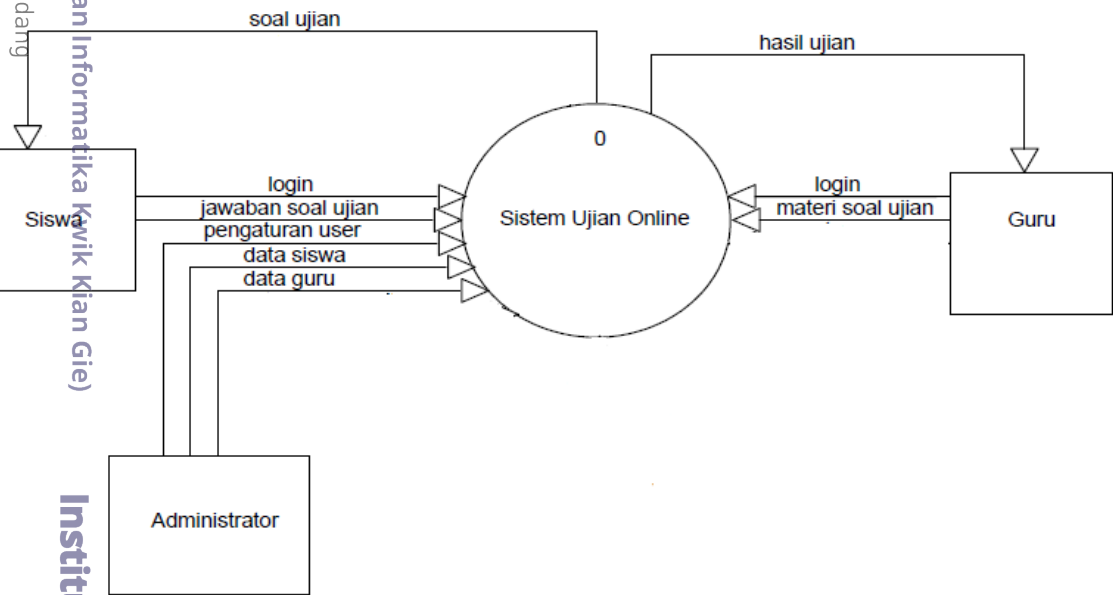 soal ujian
hasil ujian
0
Sistem Ujian Online
Siswa
login
jawaban soal ujian
pengaturan user
data siswa
data guru
login
materi soal ujian
Guru
Administrator
dang
an Informatika Kwik Kian Gie)
Institu